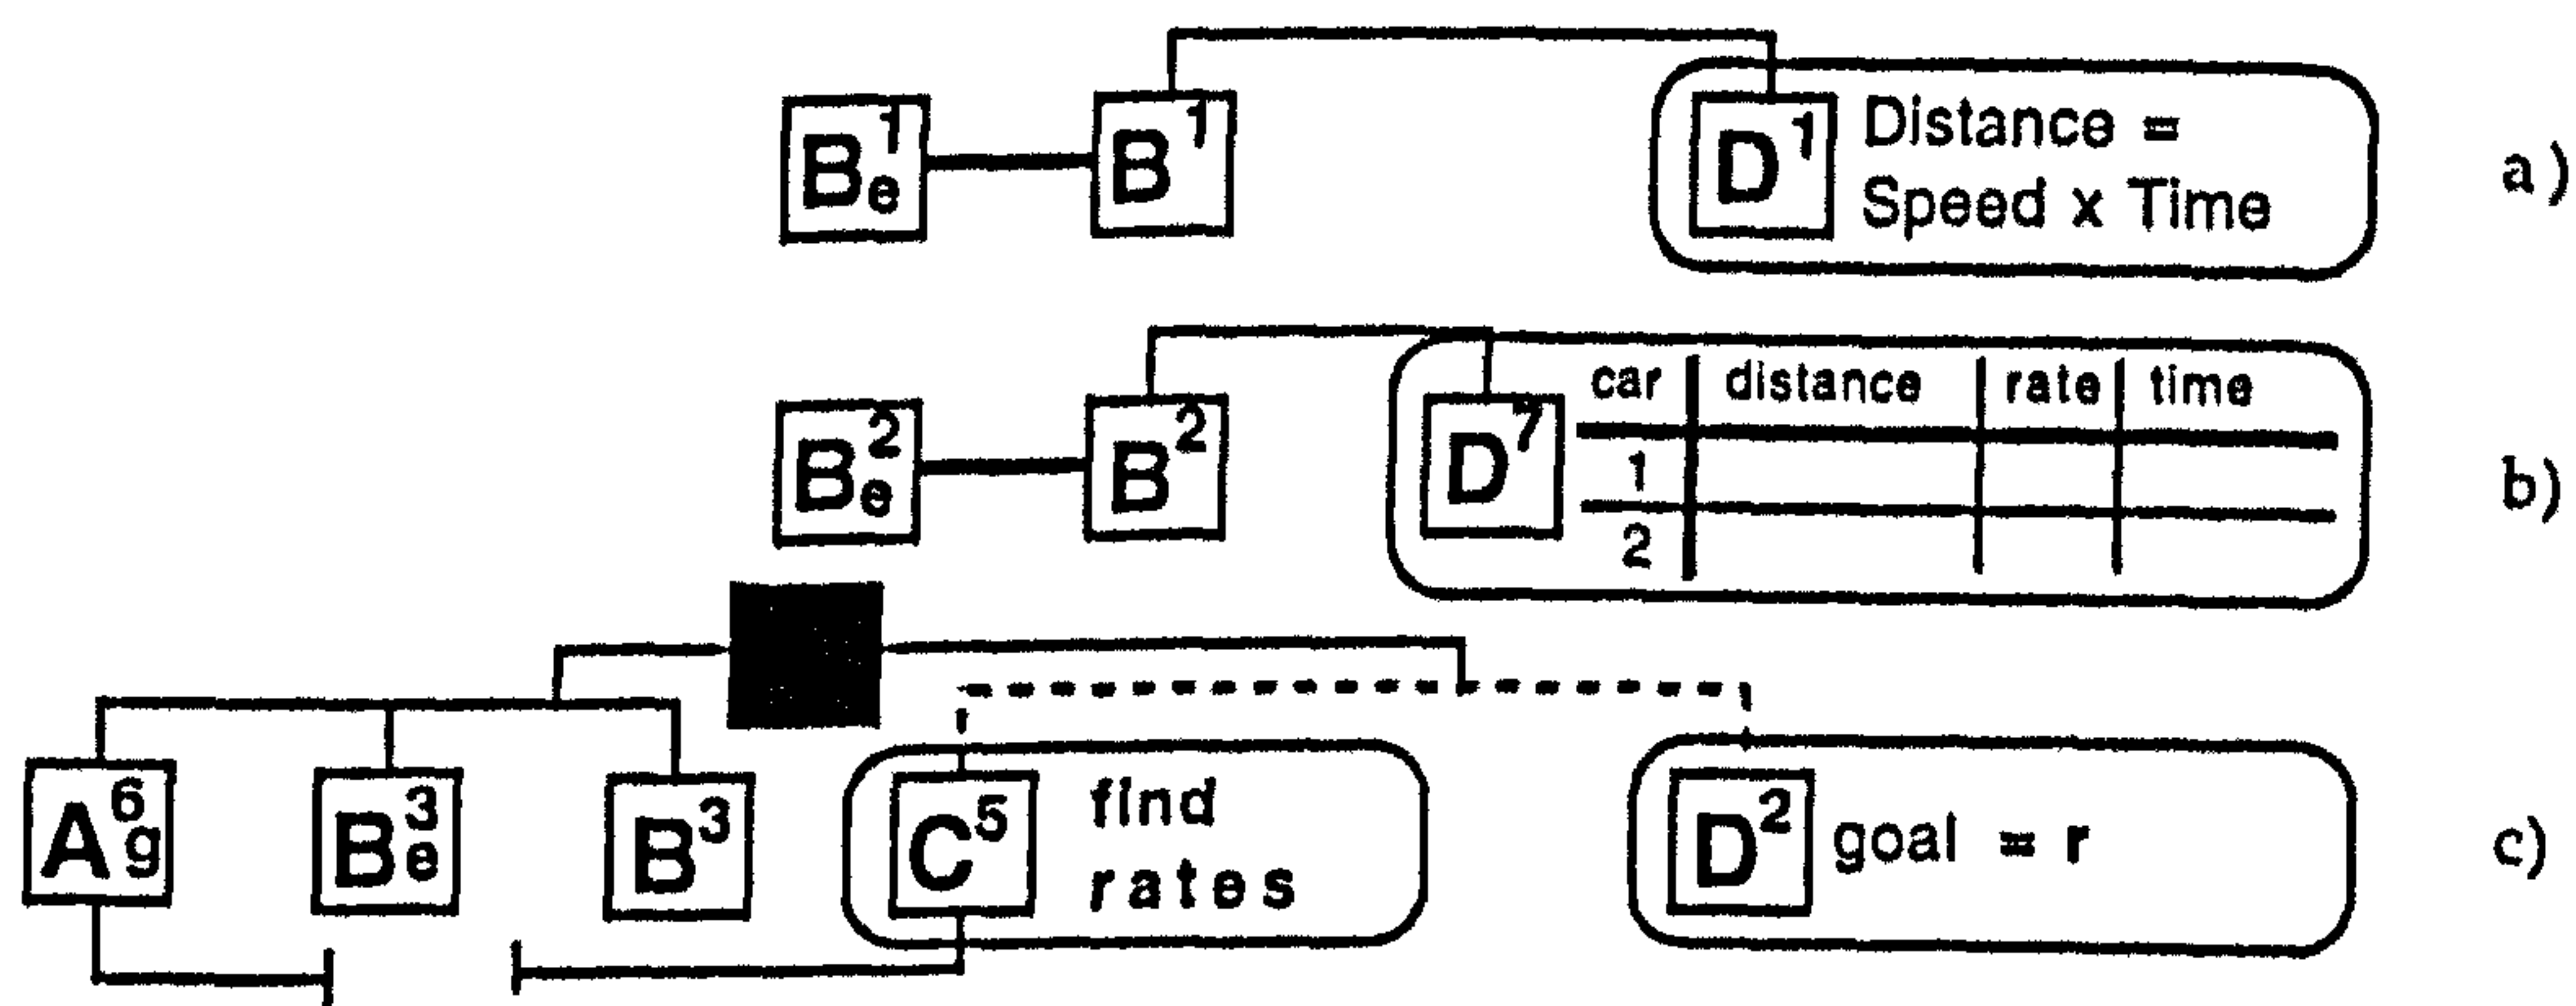 B¹ₑ B¹ D¹ Distance =
Speed x Time
a)
car distance rate time
B²ₑ B² D⁷
1
2
b)
A⁶g B³ₑ B³ C⁵ find
rates
D² goal = r
c)